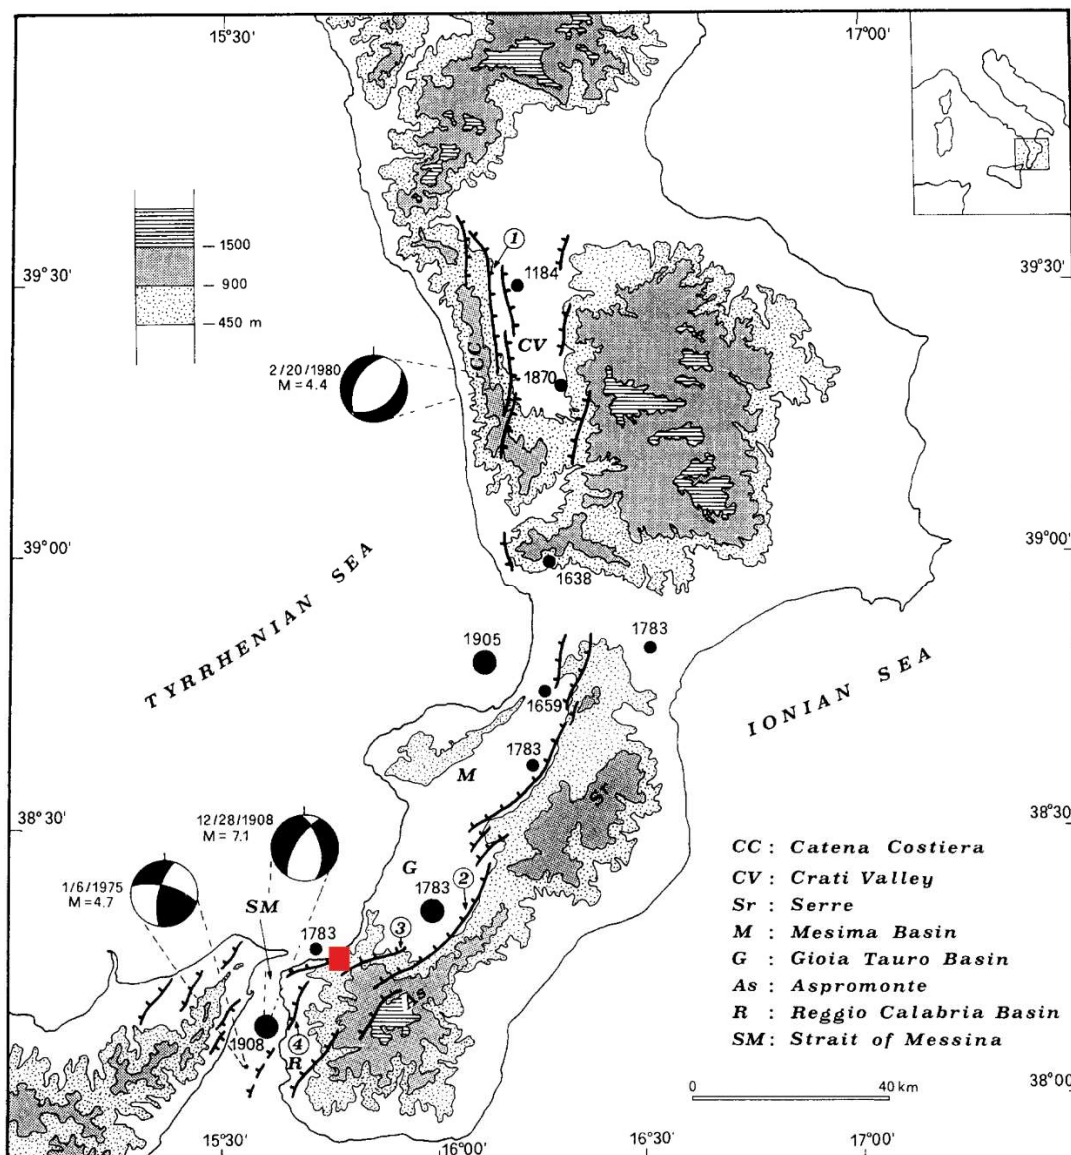 15°30'
17°00'
1500
900
450 m
39°30'
39°30'
1
1184
CV
CC
2/20/1980
M = 4.4
1870
39°00'
39°00'
1638
TYRRHENIAN SEA
1905
1783
IONIAN SEA
1659
1783
M
Sr
38°30'
38°30'
12/28/1908
M = 7.1
1/6/1975
M = 4.7
G
2
1783
SM
1783
3
As
1908
4
R
CC : Catena Costiera
CV : Crati Valley
Sr : Serre
M : Mesima Basin
G : Gioia Tauro Basin
As : Aspromonte
R : Reggio Calabria Basin
SM : Strait of Messina
0 40 km
38°00'
15°30'
16°00'
16°30'
17°00'